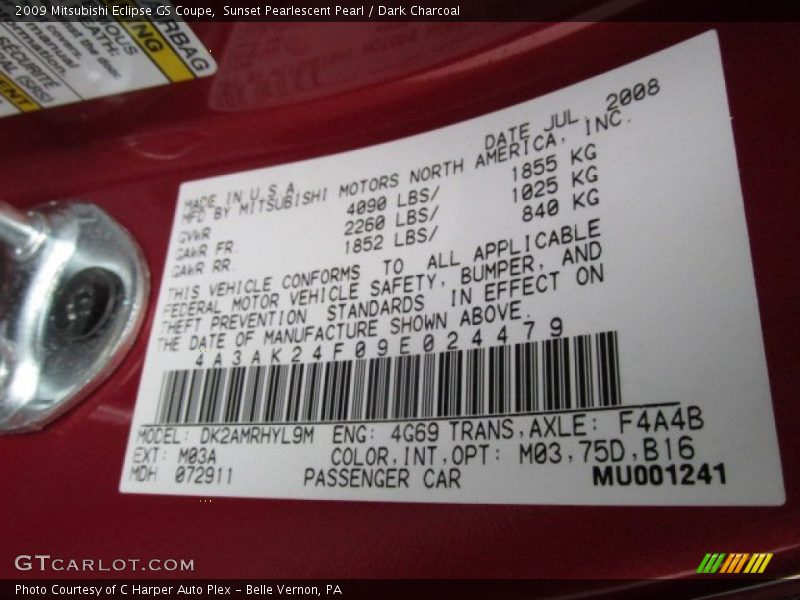 2009 Mitsubishi Eclipse GS Coupe, Sunset Pearlescent Pearl / Dark Charcoal
AIRBAG
NG
SÉCURITÉ
(SFBS)
DATE JUL. 2008
MADE IN U.S.A.
MFD BY MITSUBISHI MOTORS NORTH AMERICA, INC.
GVWR 4090 LBS/ 1855 KG
GAWR FR. 2260 LBS/ 1025 KG
GAWR RR. 1852 LBS/ 840 KG
THIS VEHICLE CONFORMS TO ALL APPLICABLE
FEDERAL MOTOR VEHICLE SAFETY, BUMPER, AND
THEFT PREVENTION STANDARDS IN EFFECT ON
THE DATE OF MANUFACTURE SHOWN ABOVE.
4A3AK24F09E024479
MODEL: DK2AMRHYL9M ENG: 4G69 TRANS,AXLE: F4A4B
EXT: M03A COLOR,INT,OPT: M03,75D,B16
MDH 072911 PASSENGER CAR MU001241
GTCARLOT.COM
Photo Courtesy of C Harper Auto Plex - Belle Vernon, PA